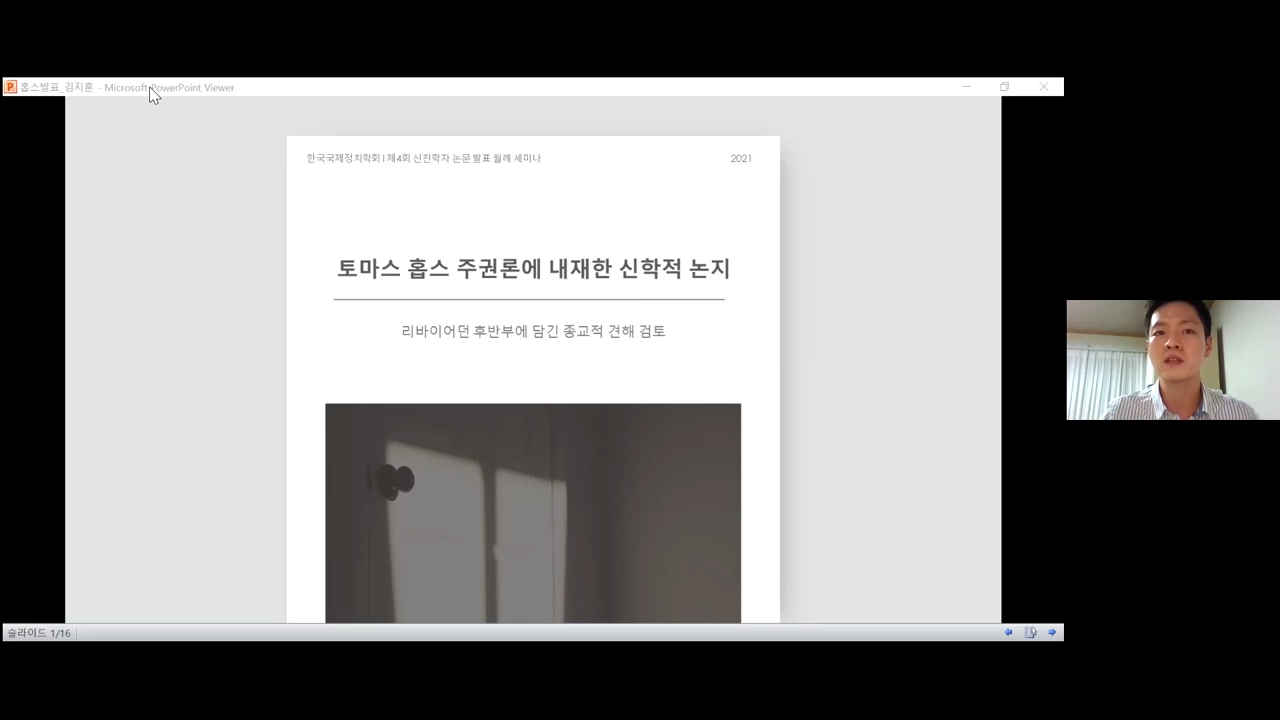 홉스발표_김지훈 - Microsoft PowerPoint Viewer
한국국제정치학회 I 제4회 신진학자 논문 발표 월례 세미나
2021
토마스 홉스 주권론에 내재한 신학적 논지
리바이어던 후반부에 담긴 종교적 견해 검토
슬라이드 1/16